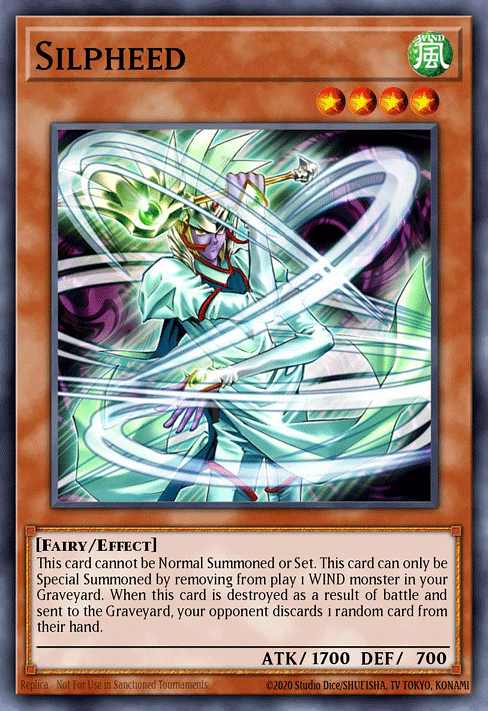 Silpheed
WIND
風
[Fairy/Effect]
This card cannot be Normal Summoned or Set. This card can only be
Special Summoned by removing from play 1 WIND monster in your
Graveyard. When this card is destroyed as a result of battle and
sent to the Graveyard, your opponent discards 1 random card from
their hand.
ATK/ 1700 DEF/ 700
Replica - Not For Use in Sanctioned Tournaments
©2020 Studio Dice/SHUEISHA, TV TOKYO, KONAMI